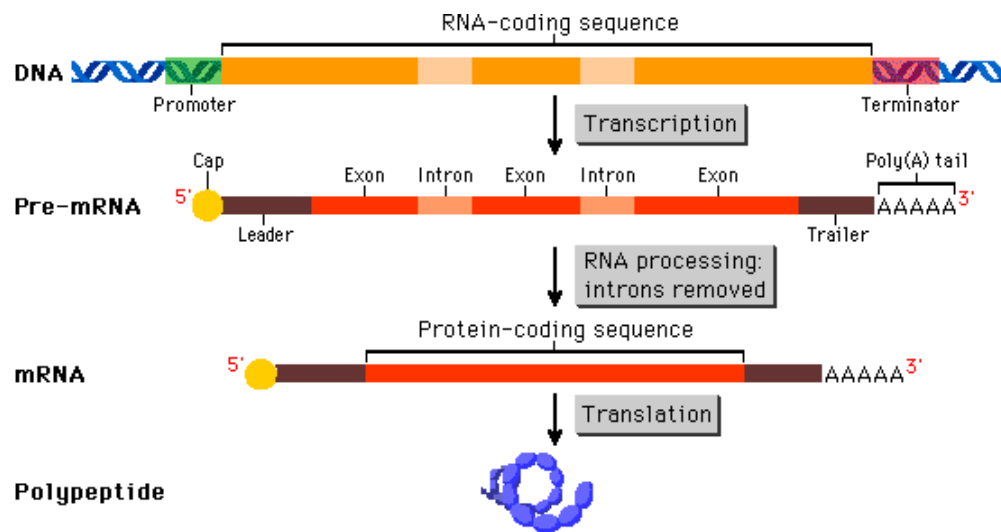 RNA-coding sequence
DNA
Promoter
Terminator
Transcription
Cap
Poly(A) tail
Exon
Intron
Exon
Intron
Exon
5'
3'
Pre-mRNA
AAAAA
Leader
Trailer
RNA processing:
introns removed
Protein-coding sequence
5'
3'
mRNA
AAAAA
Translation
Polypeptide